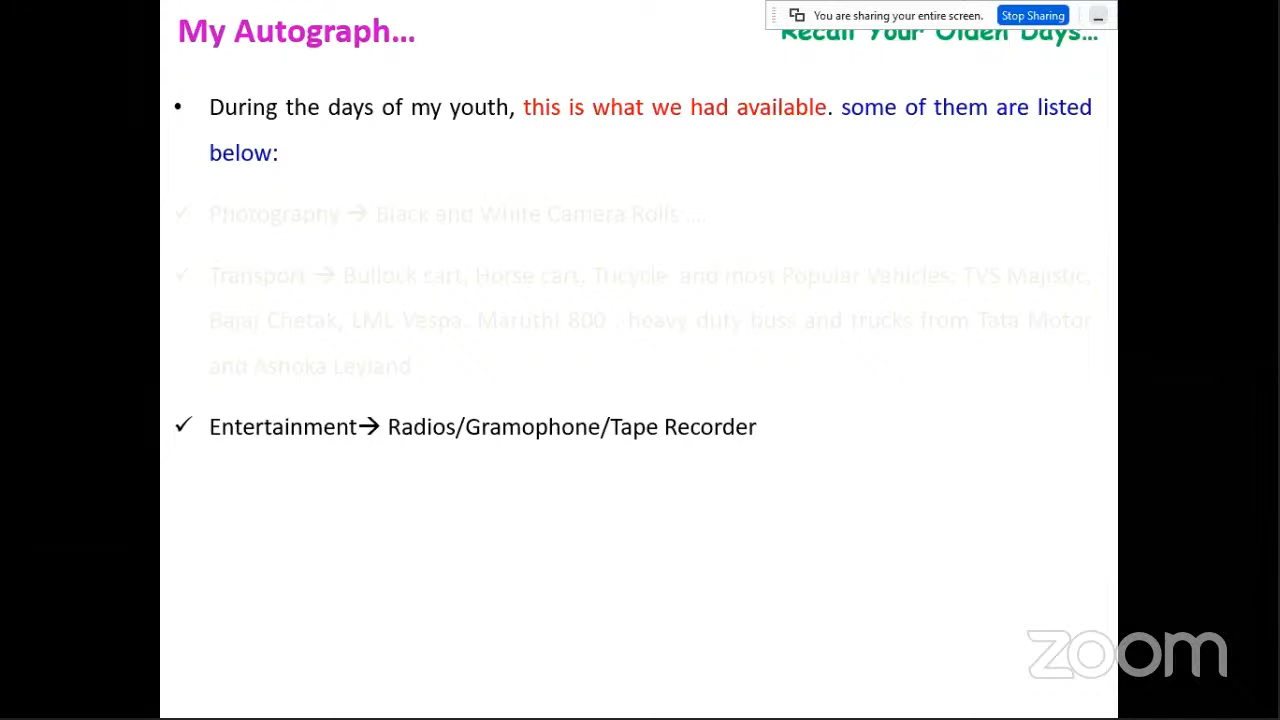 You are sharing your entire screen. Stop Sharing
My Autograph... Recall Your Olden Days...
• During the days of my youth, this is what we had available. some of them are listed
below:
✓ Photography → Black and White Camera Rolls ....
✓ Transport → Bullock cart, Horse cart, Tricycle and most Popular Vehicles. TVS Majistic,
Bajaj Chetak, LML Vespa. Maruthi 800 . heavy duty buss and trucks from Tata Motor
and Ashoka Leyland
✓ Entertainment→ Radios/Gramophone/Tape Recorder
zoom